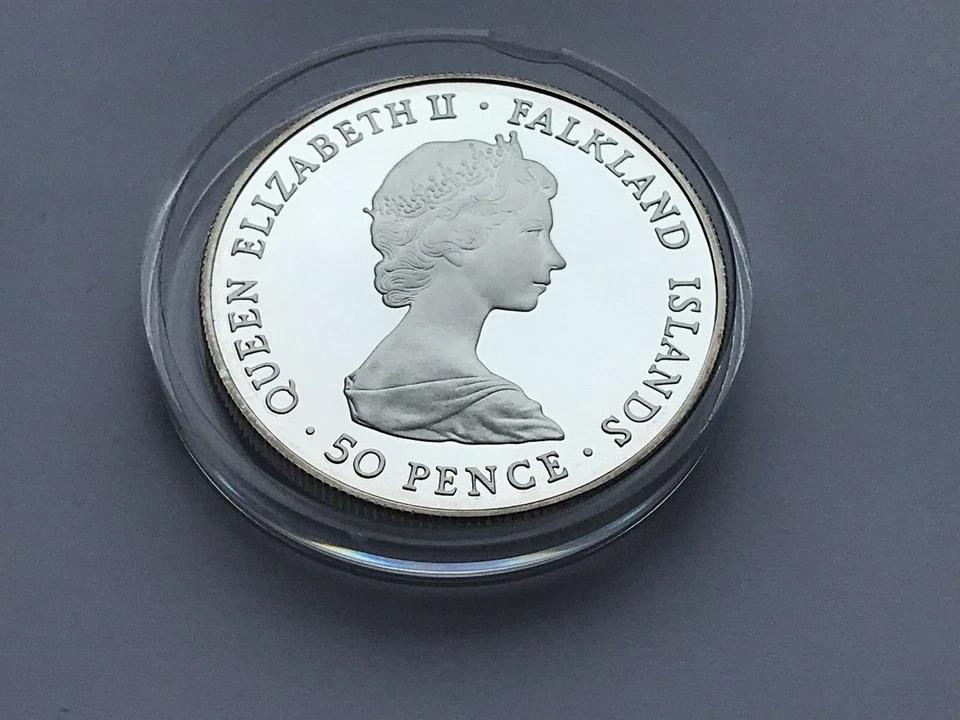 QUEEN ELIZABETH II · FALKLAND ISLANDS
· 50 PENCE ·